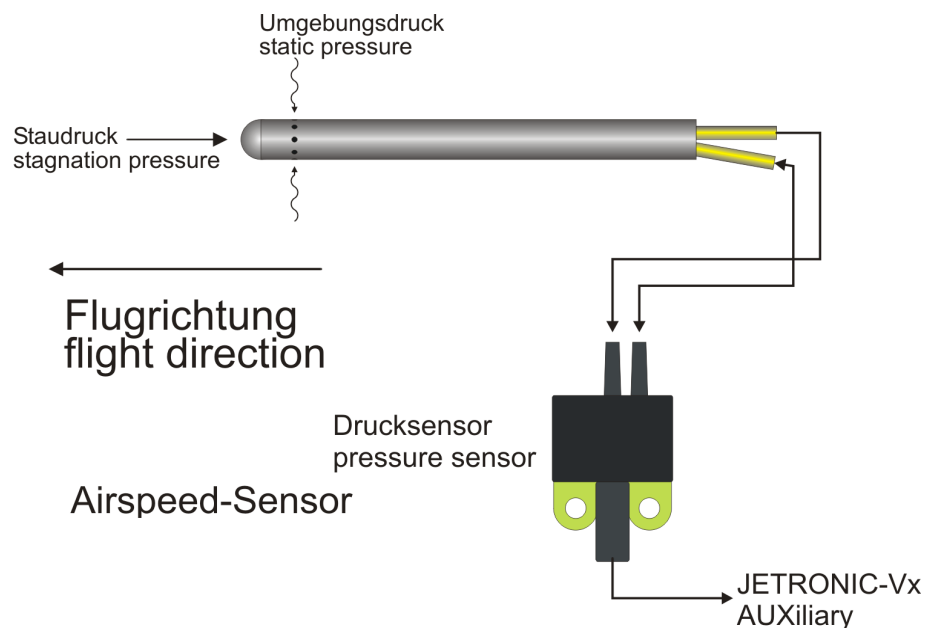 Umgebungsdruck
static pressure
Staudruck
stagnation pressure
Flugrichtung
flight direction
Drucksensor
pressure sensor
Airspeed-Sensor
JETRONIC-Vx
AUXiliary